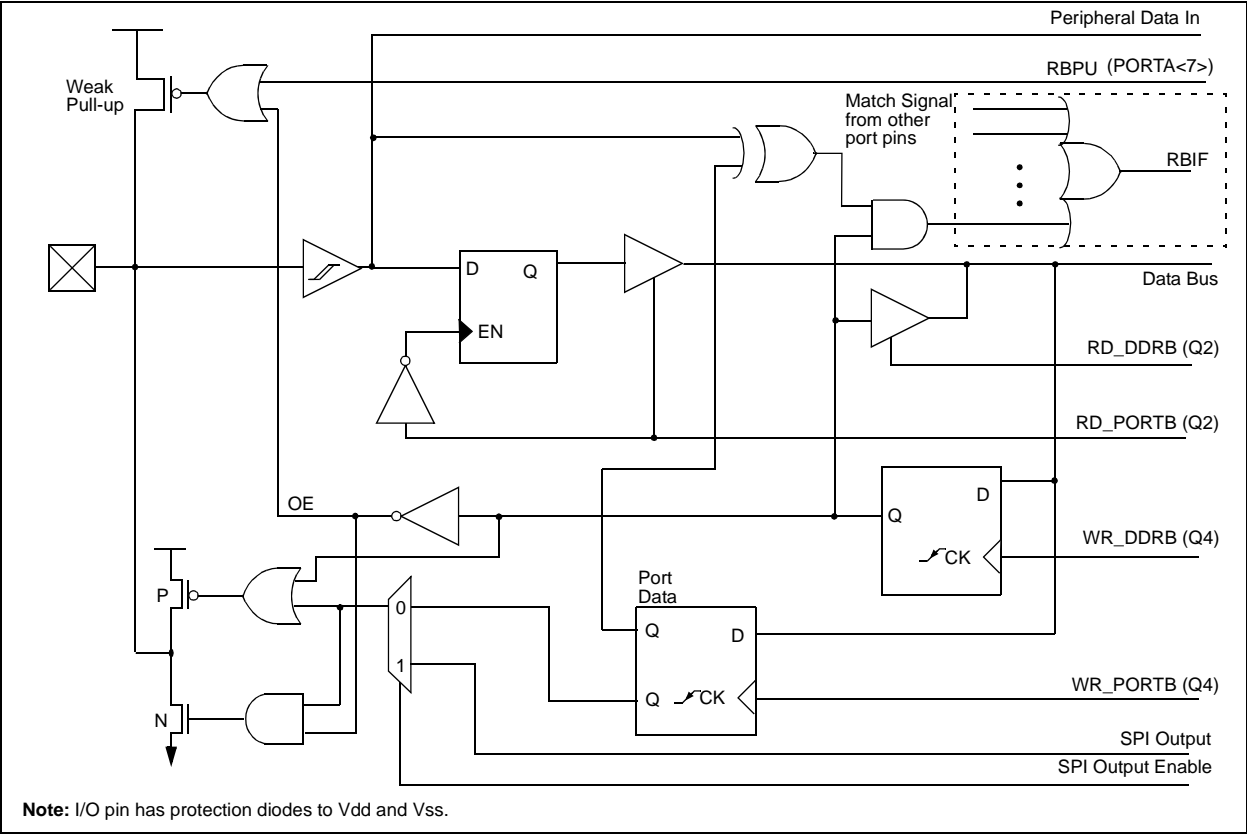 Peripheral Data In
RBPU (PORTA<7>)
Weak
Pull-up
Match Signal
from other
port pins
RBIF
D
Q
EN
Data Bus
RD_DDRB (Q2)
RD_PORTB (Q2)
OE
D
Q
CK
WR_DDRB (Q4)
P
0
1
Port
Data
Q
D
Q
CK
WR_PORTB (Q4)
N
SPI Output
SPI Output Enable
Note: I/O pin has protection diodes to Vdd and Vss.